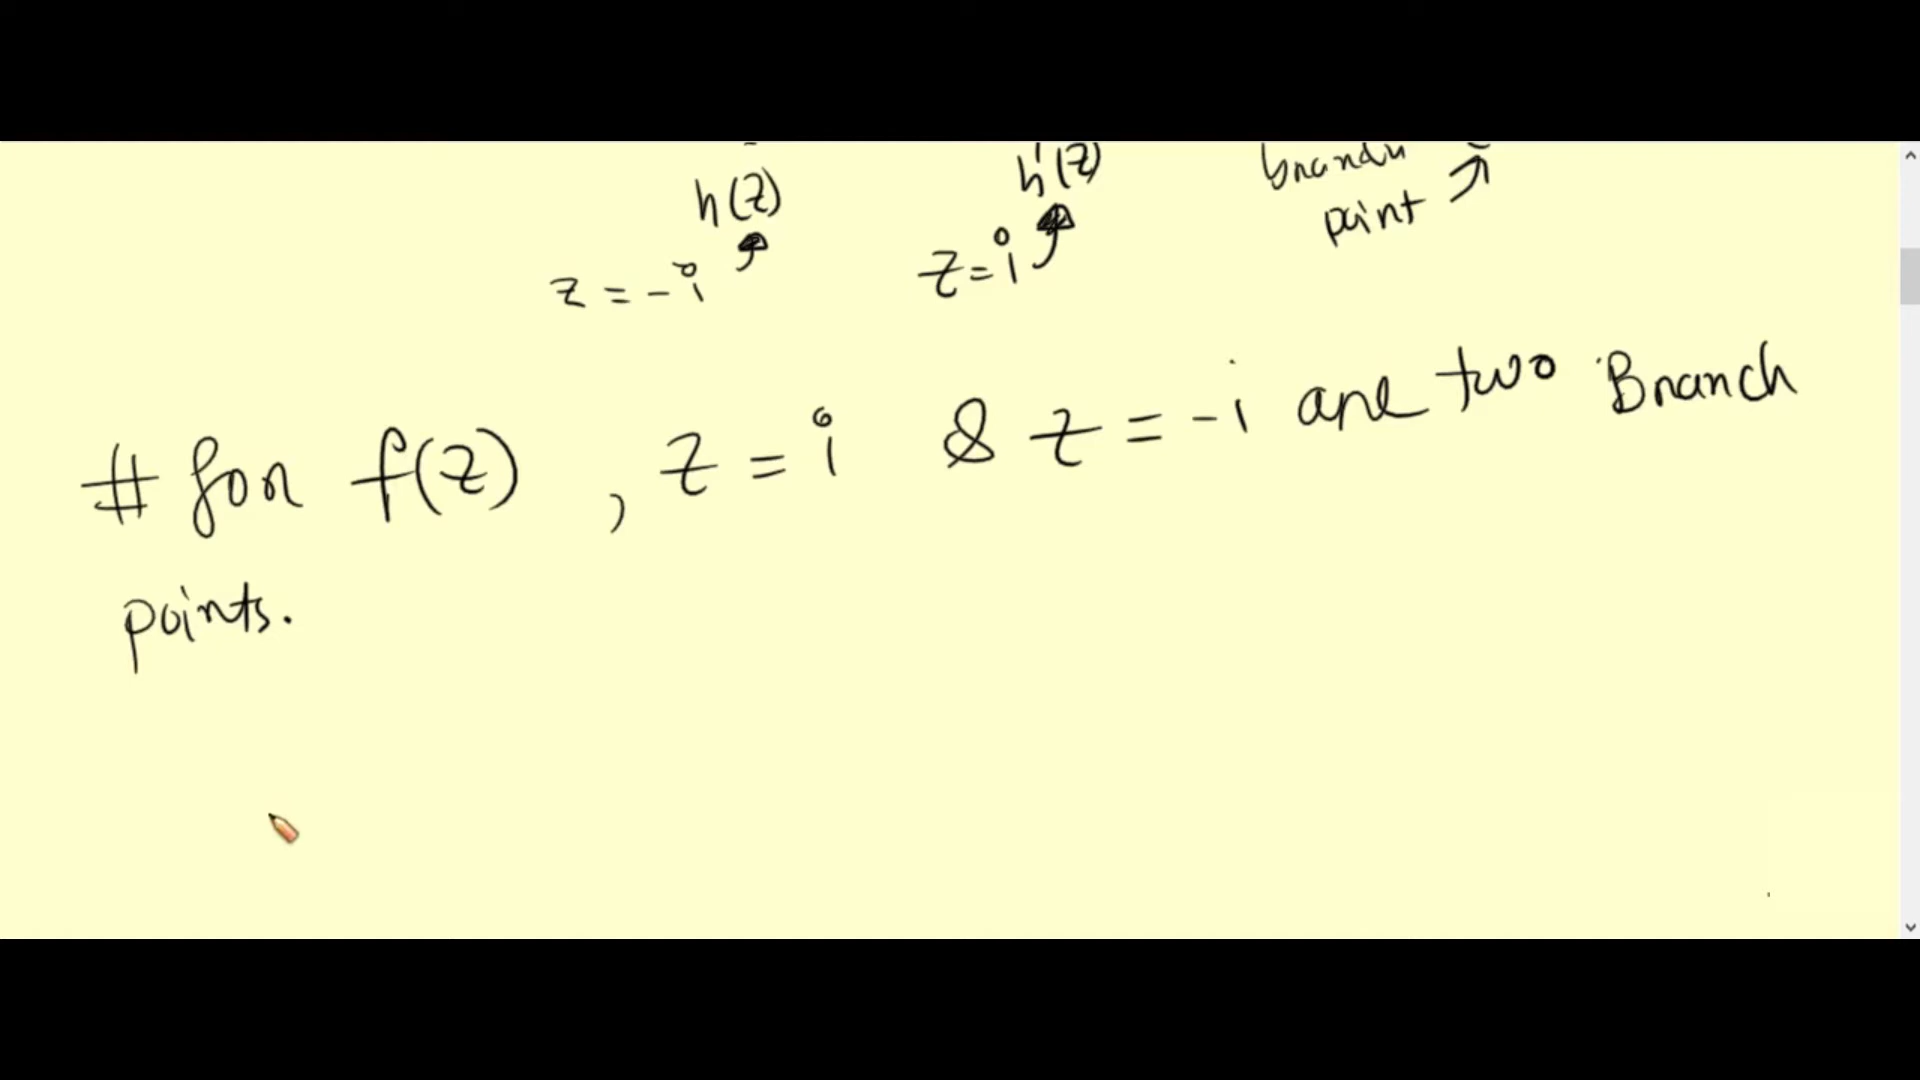 h(z) h'(z) branch
point
z = -i z = i
# for f(z) , z = i & z = -i are two Branch
points.